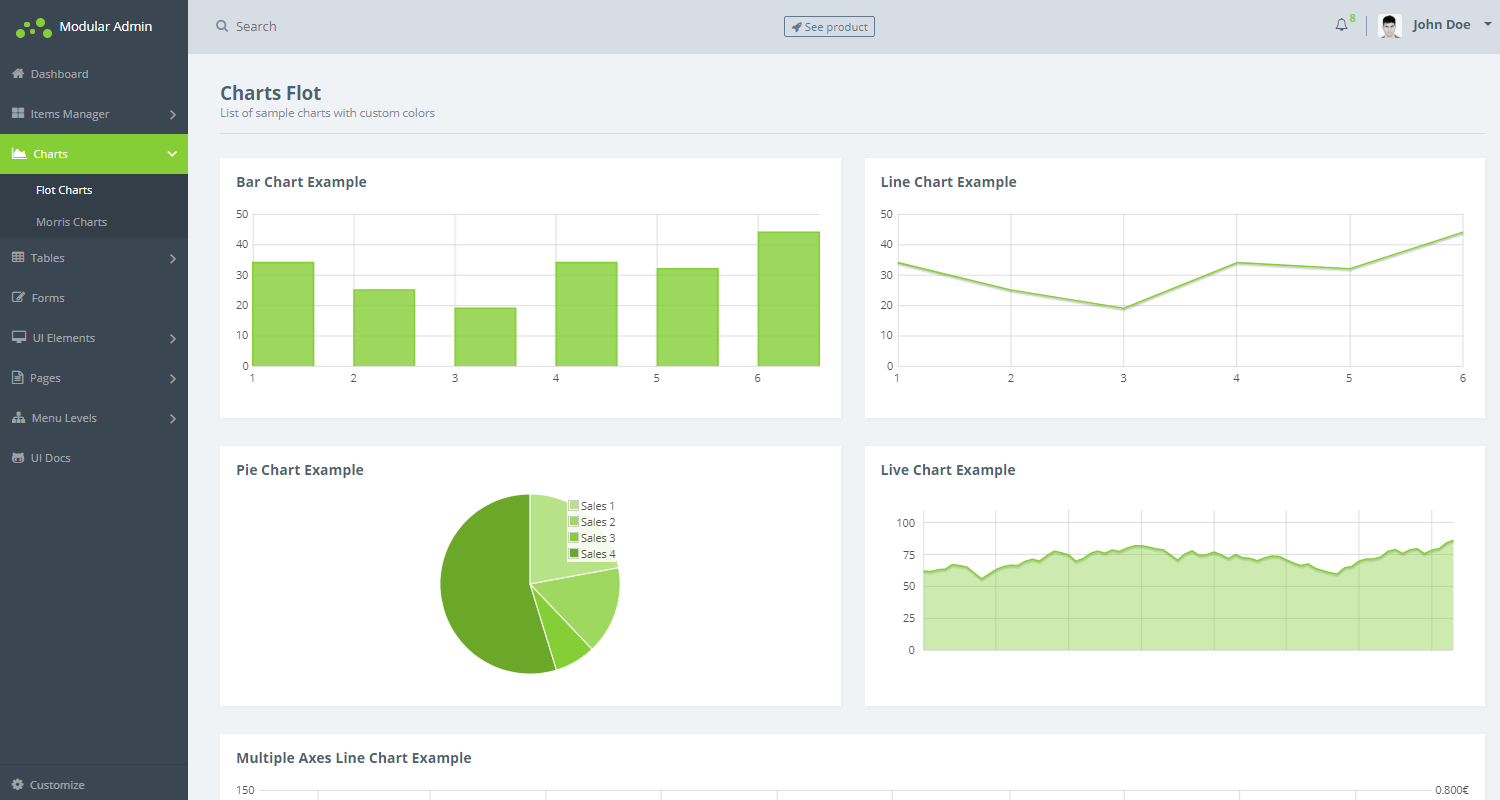 Modular Admin
Search
See product
8
John Doe
Dashboard
Items Manager
Charts
Flot Charts
Morris Charts
Tables
Forms
UI Elements
Pages
Menu Levels
UI Docs
Customize
Charts Flot
List of sample charts with custom colors
Bar Chart Example
50
40
30
20
10
0
1 2 3 4 5 6
Line Chart Example
50
40
30
20
10
0
1 2 3 4 5 6
Pie Chart Example
Sales 1
Sales 2
Sales 3
Sales 4
Live Chart Example
100
75
50
25
0
Multiple Axes Line Chart Example
150 0.800€